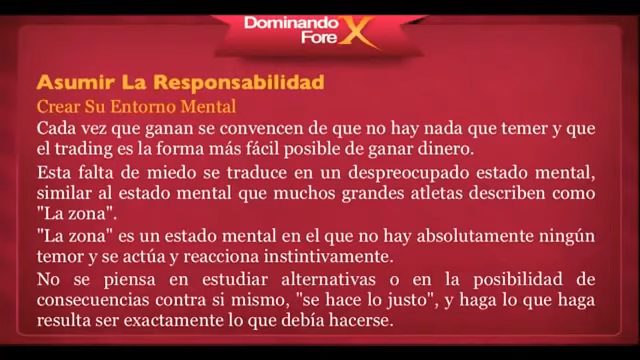 Dominando
ForeX
Asumir La Responsabilidad
Crear Su Entorno Mental
Cada vez que ganan se convencen de que no hay nada que temer y que
el trading es la forma más fácil posible de ganar dinero.
Esta falta de miedo se traduce en un despreocupado estado mental,
similar al estado mental que muchos grandes atletas describen como
"La zona".
"La zona" es un estado mental en el que no hay absolutamente ningún
temor y se actúa y reacciona instintivamente.
No se piensa en estudiar alternativas o en la posibilidad de
consecuencias contra si mismo, "se hace lo justo", y haga lo que haga
resulta ser exactamente lo que debía hacerse.